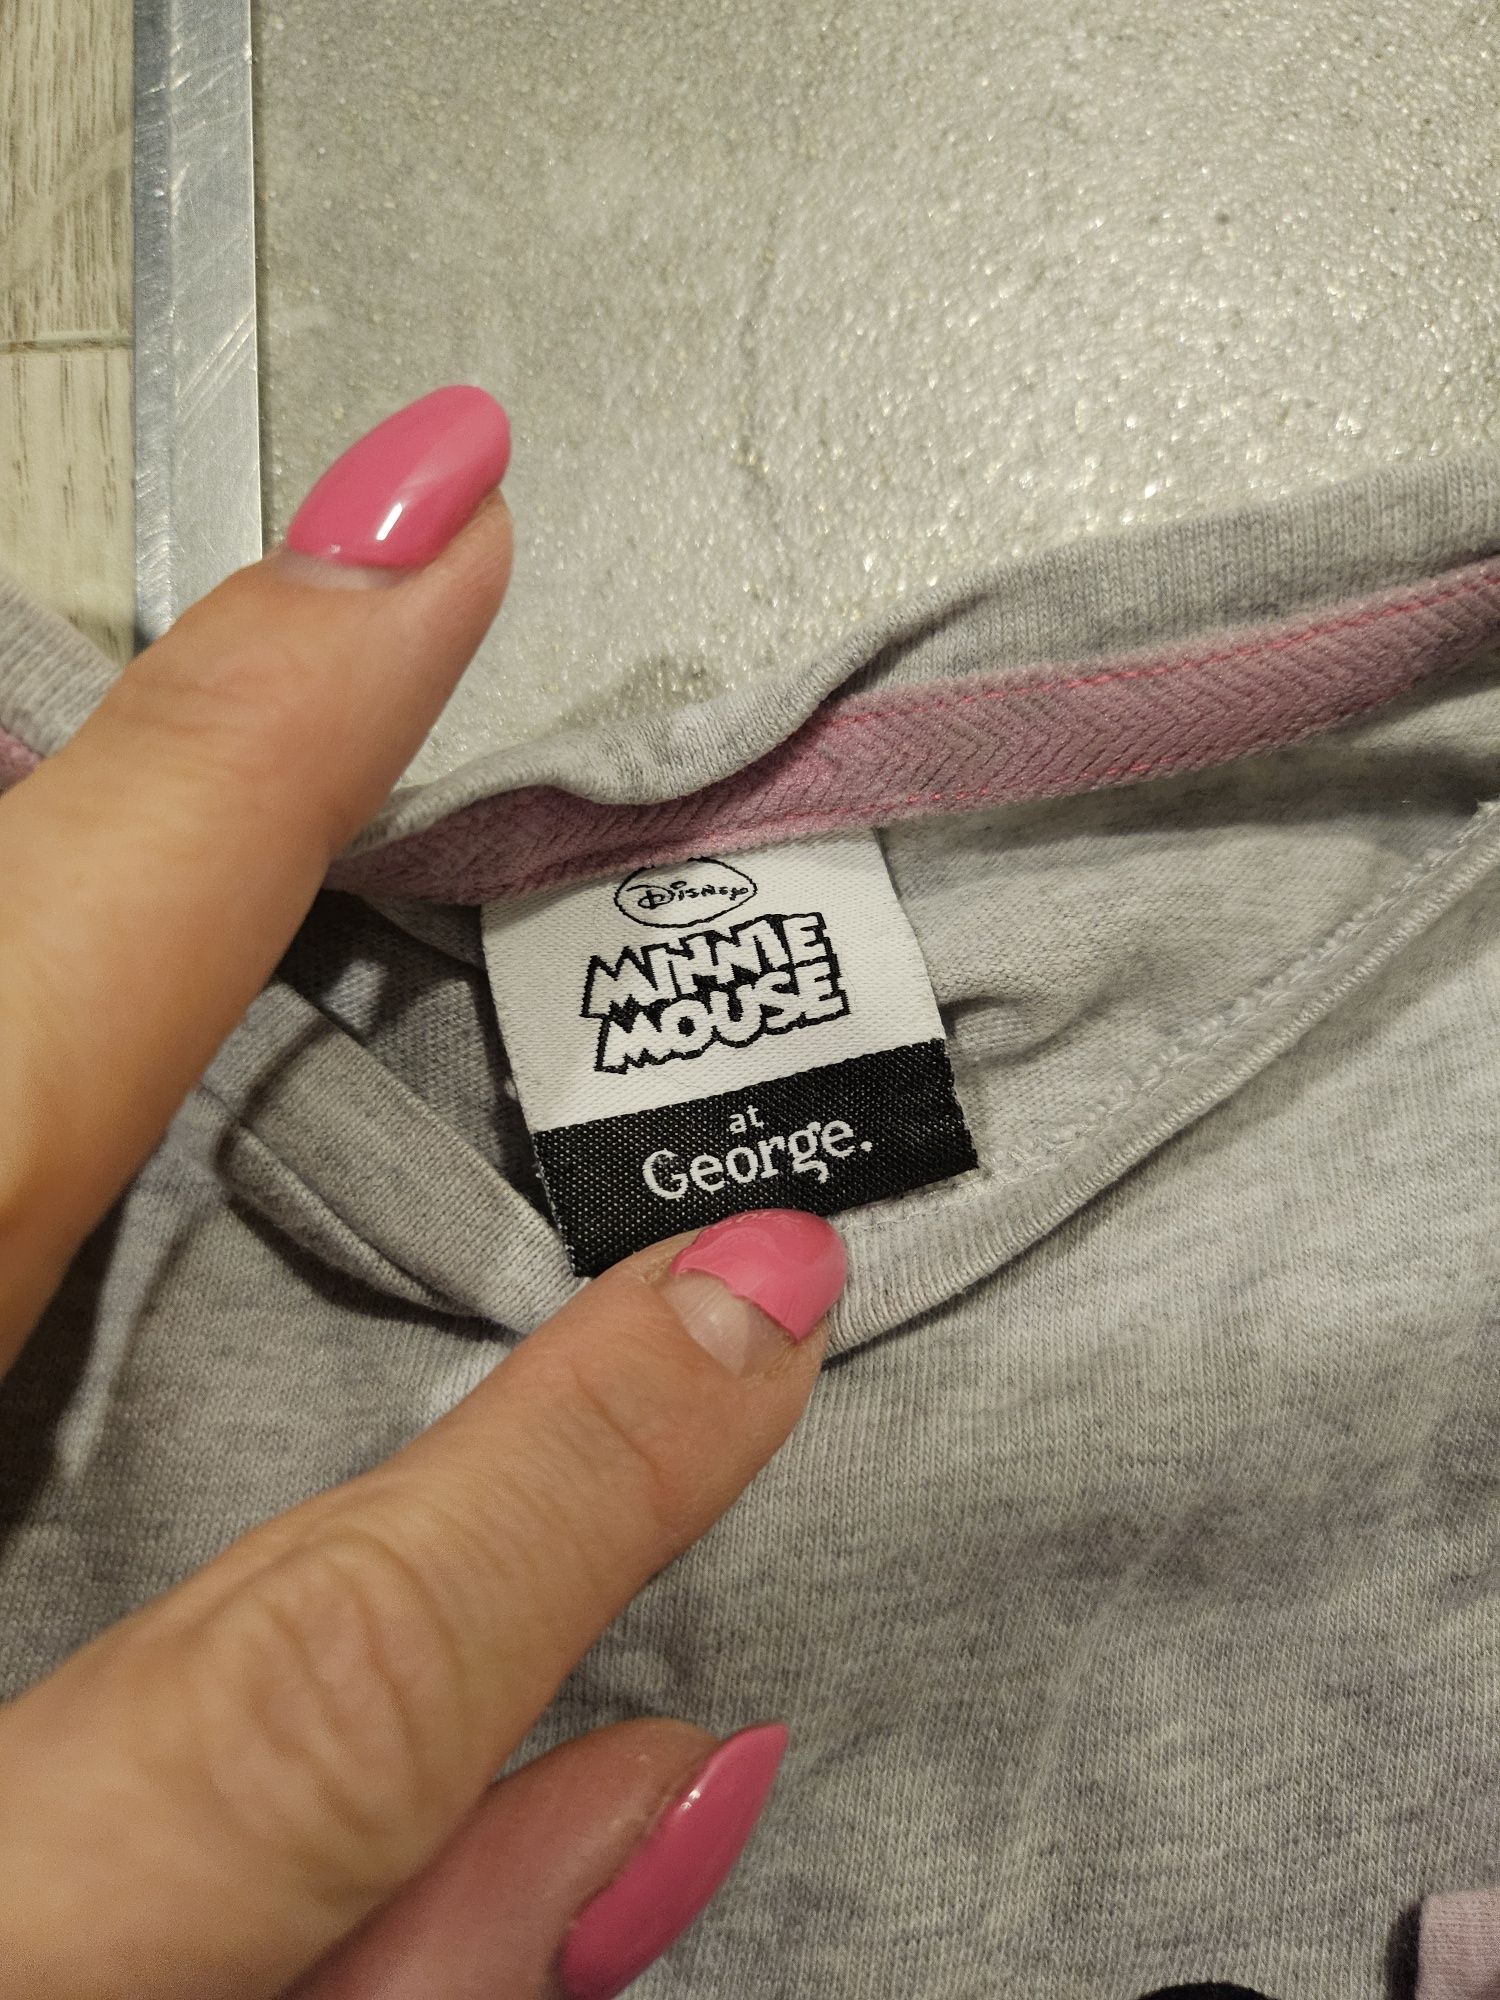 Disney
MINNIE
MOUSE
at
George.